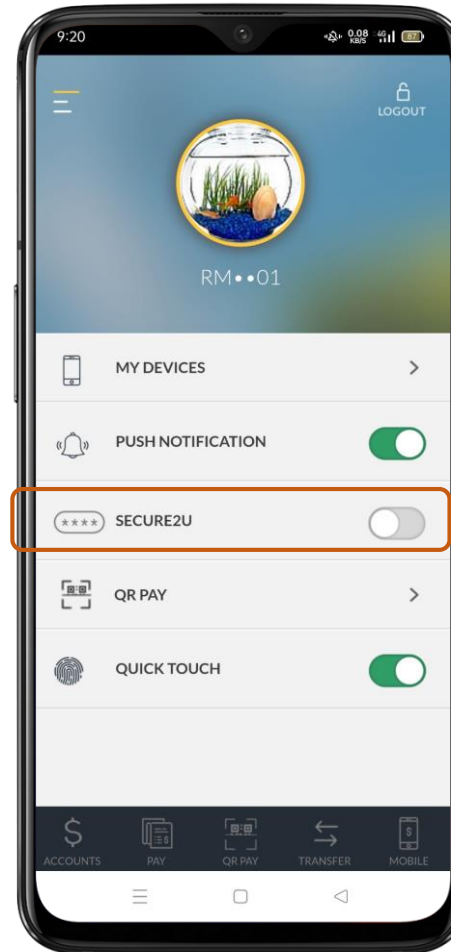 9:20
0.08
KB/S
4G
87
LOGOUT
RM••01
MY DEVICES
PUSH NOTIFICATION
****
SECURE2U
QR PAY
QUICK TOUCH
$
$
$
ACCOUNTS
PAY
QR PAY
TRANSFER
MOBILE